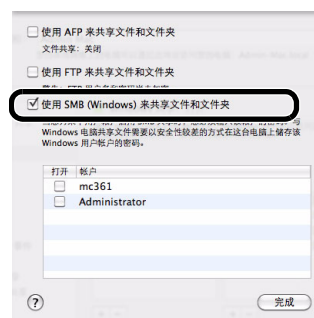 使用 AFP 来共享文件和文件夹
文件共享：关闭
使用 FTP 来共享文件和文件夹
使用 SMB (Windows) 来共享文件和文件夹
Windows 电脑共享文件需要以安全性较差的方式在这台电脑上储存该
Windows 用户帐户的密码。
打开 帐户
mc361
Administrator
? 完成